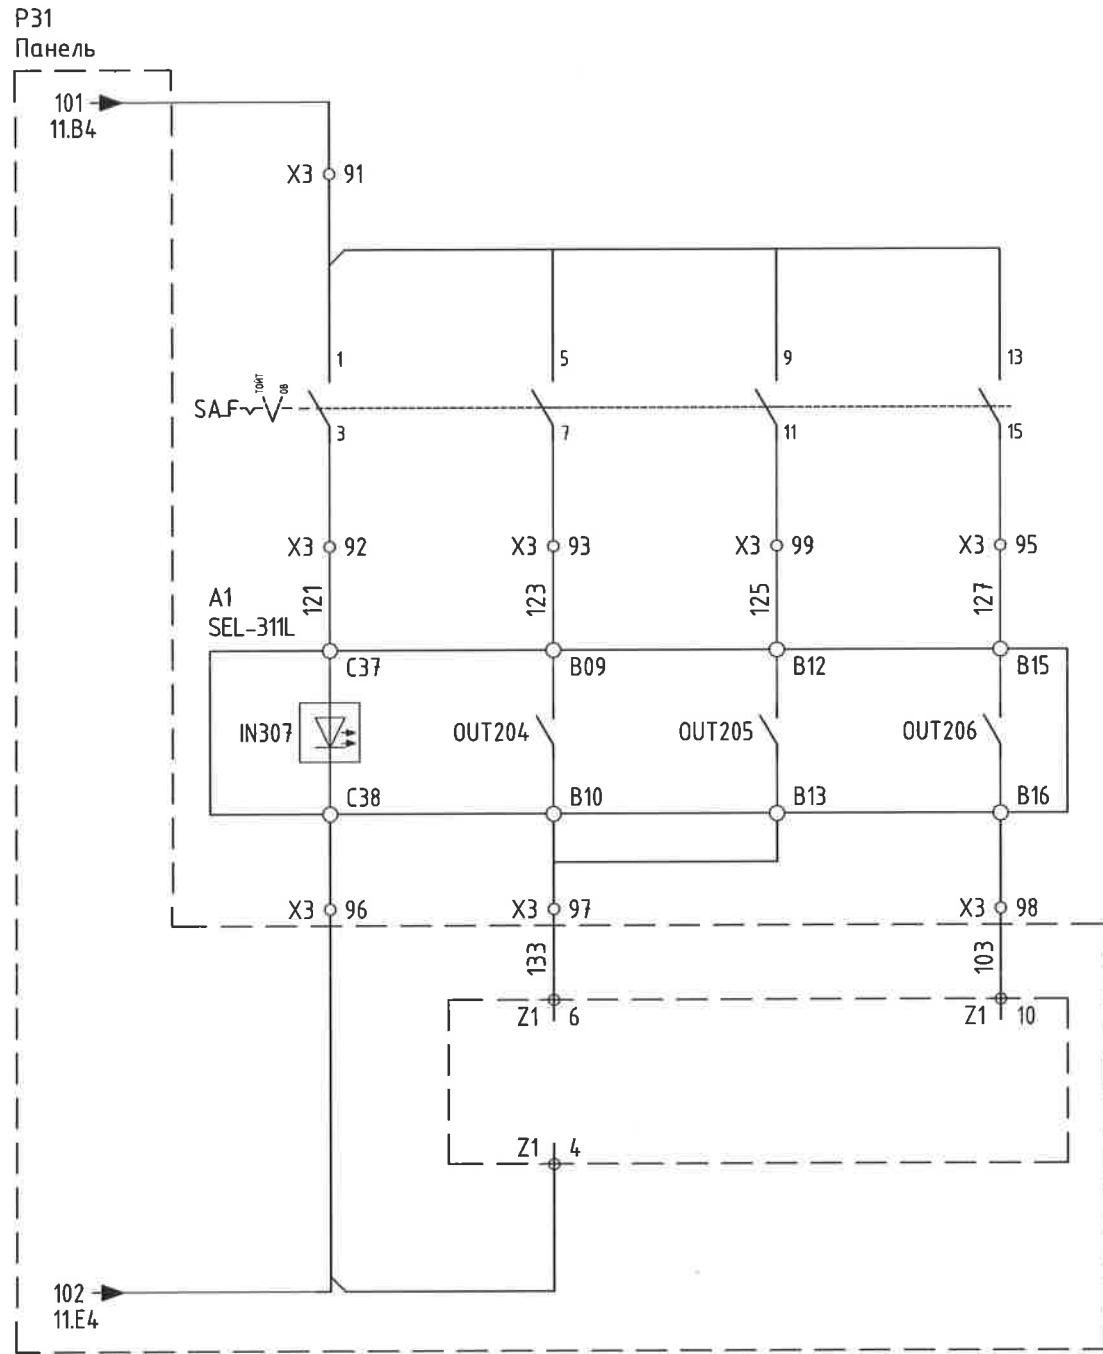 P31
Панель
101
11.B4
X3 91
1 5 9 13
тойт
ов
SA_F
3 7 11 15
X3 92 X3 93 X3 99 X3 95
121 123 125 127
A1
SEL-311L
C37 B09 B12 B15
IN307 OUT204 OUT205 OUT206
C38 B10 B13 B16
X3 96 X3 97 X3 98
133 103
Z1 6 Z1 10
Z1 4
102
11.E4